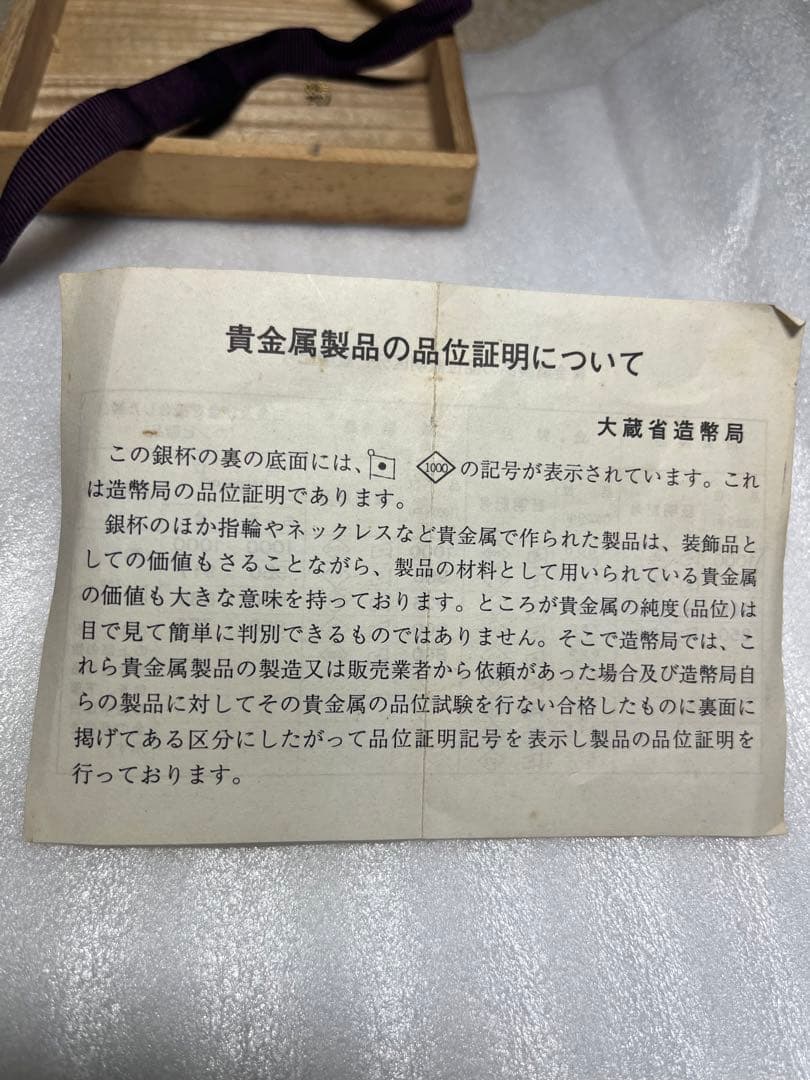 貴金属製品の品位証明について
大蔵省造幣局
この銀杯の裏の底面には、 1000 の記号が表示されています。これ
は造幣局の品位証明であります。
銀杯のほか指輪やネックレスなど貴金属で作られた製品は、装飾品と
しての価値もさることながら、製品の材料として用いられている貴金属
の価値も大きな意味を持っております。ところが貴金属の純度(品位)は
目で見て簡単に判別できるものではありません。そこで造幣局では、こ
れら貴金属製品の製造又は販売業者から依頼があった場合及び造幣局自
らの製品に対してその貴金属の品位試験を行ない合格したものに裏面に
掲げてある区分にしたがって品位証明記号を表示し製品の品位証明を
行っております。